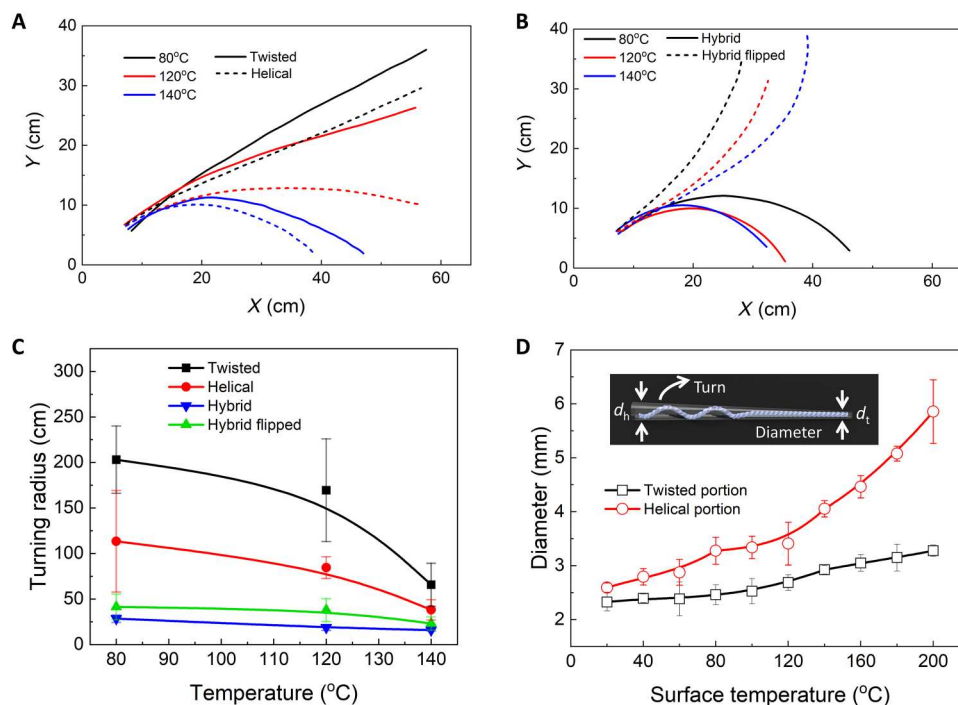 A
40
30
20
10
0
0
20
40
60
Y (cm)
X (cm)
80°C
120°C
140°C
Twisted
Helical
B
40
30
20
10
0
0
20
40
60
Y (cm)
X (cm)
80°C
120°C
140°C
Hybrid
Hybrid flipped
C
300
250
200
150
100
50
0
80
90
100
110
120
130
140
Turning radius (cm)
Temperature (°C)
Twisted
Helical
Hybrid
Hybrid flipped
D
7
6
5
4
3
2
0
40
80
120
160
200
Diameter (mm)
Surface temperature (°C)
Turn
dh
dt
Diameter
Twisted portion
Helical portion